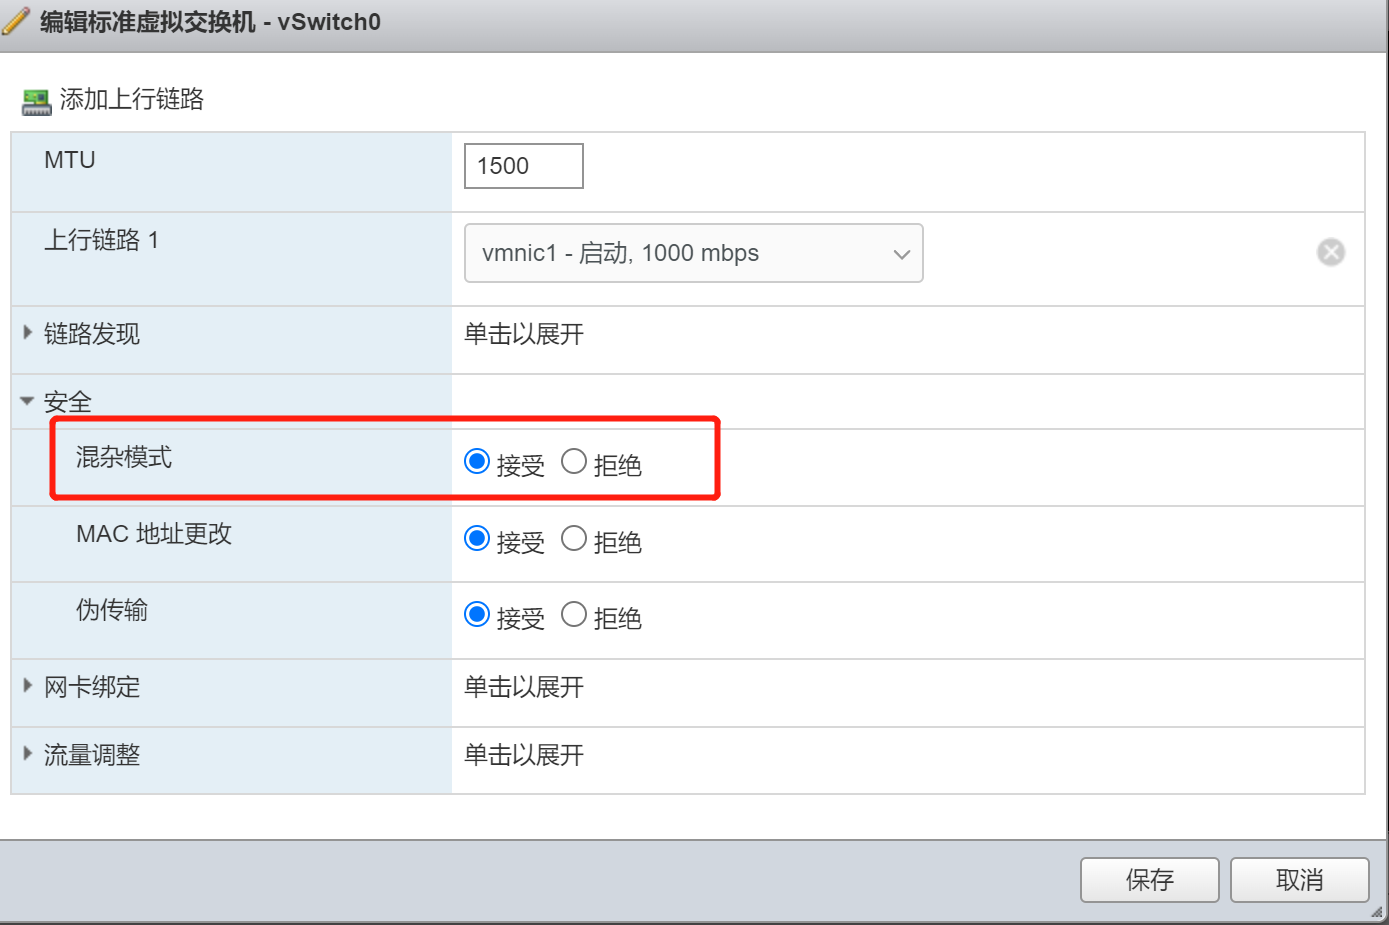 编辑标准虚拟交换机 - vSwitch0
添加上行链路
MTU 1500
上行链路 1 vmnic1 - 启动, 1000 mbps
链路发现 单击以展开
安全
混杂模式 接受 拒绝
MAC 地址更改 接受 拒绝
伪传输 接受 拒绝
网卡绑定 单击以展开
流量调整 单击以展开
保存 取消